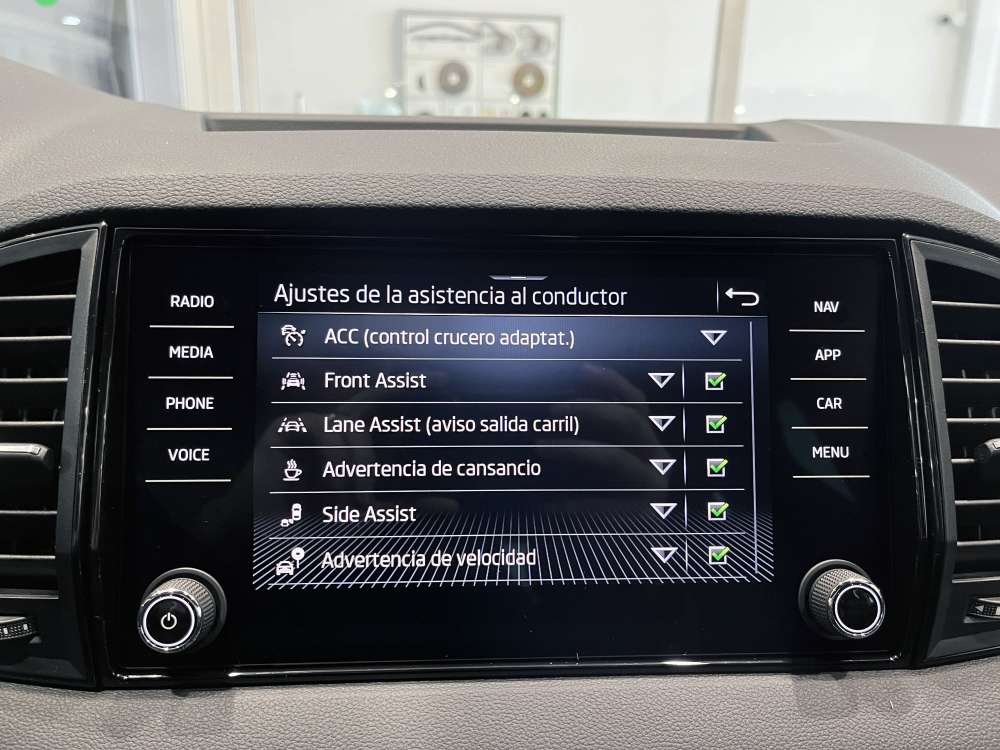 Ajustes de la asistencia al conductor
ACC (control crucero adaptat.)
Front Assist
Lane Assist (aviso salida carril)
Advertencia de cansancio
Side Assist
Advertencia de velocidad
RADIO
MEDIA
PHONE
VOICE
NAV
APP
CAR
MENU